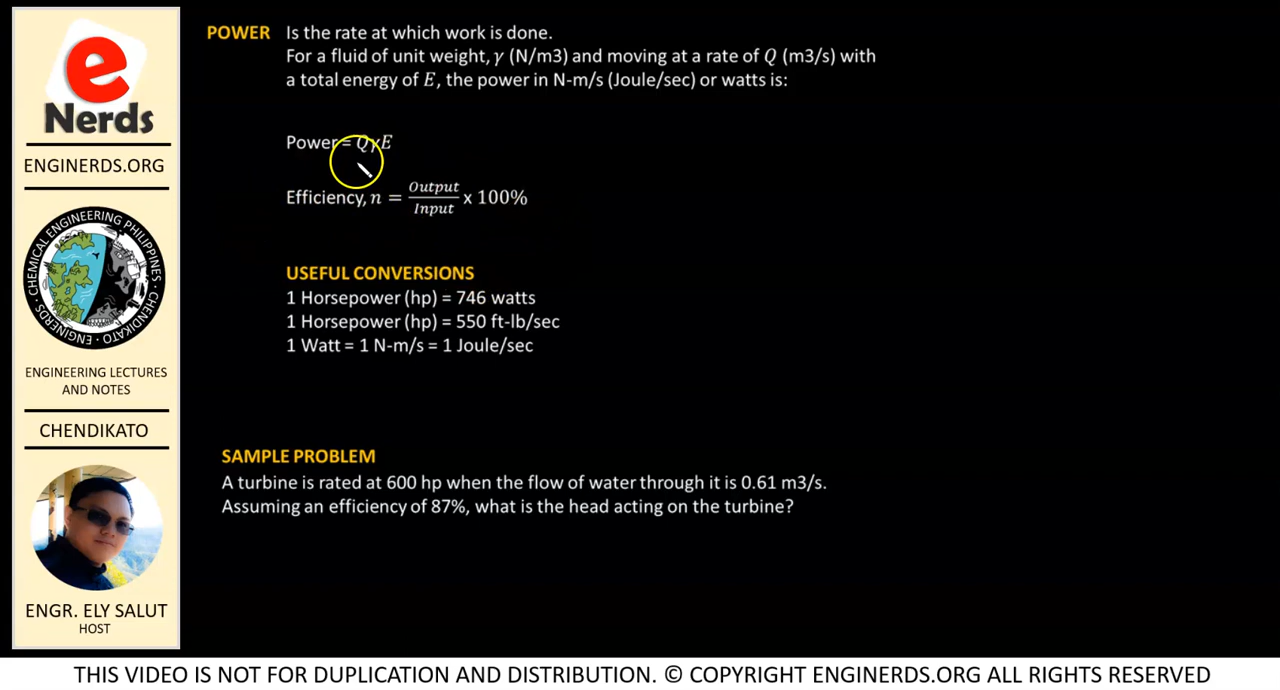 e
Nerds
ENGINERDS.ORG
CHEMICAL ENGINEERING PHILIPPINES
CHENDIKATO · ENGINERDS ·
ENGINEERING LECTURES
AND NOTES
CHENDIKATO
ENGR. ELY SALUT
HOST
POWER Is the rate at which work is done.
For a fluid of unit weight, γ (N/m3) and moving at a rate of Q (m3/s) with
a total energy of E, the power in N-m/s (Joule/sec) or watts is:
Power = QγE
Efficiency, n = Output/Input x 100%
USEFUL CONVERSIONS
1 Horsepower (hp) = 746 watts
1 Horsepower (hp) = 550 ft-lb/sec
1 Watt = 1 N-m/s = 1 Joule/sec
SAMPLE PROBLEM
A turbine is rated at 600 hp when the flow of water through it is 0.61 m3/s.
Assuming an efficiency of 87%, what is the head acting on the turbine?
THIS VIDEO IS NOT FOR DUPLICATION AND DISTRIBUTION. © COPYRIGHT ENGINERDS.ORG ALL RIGHTS RESERVED